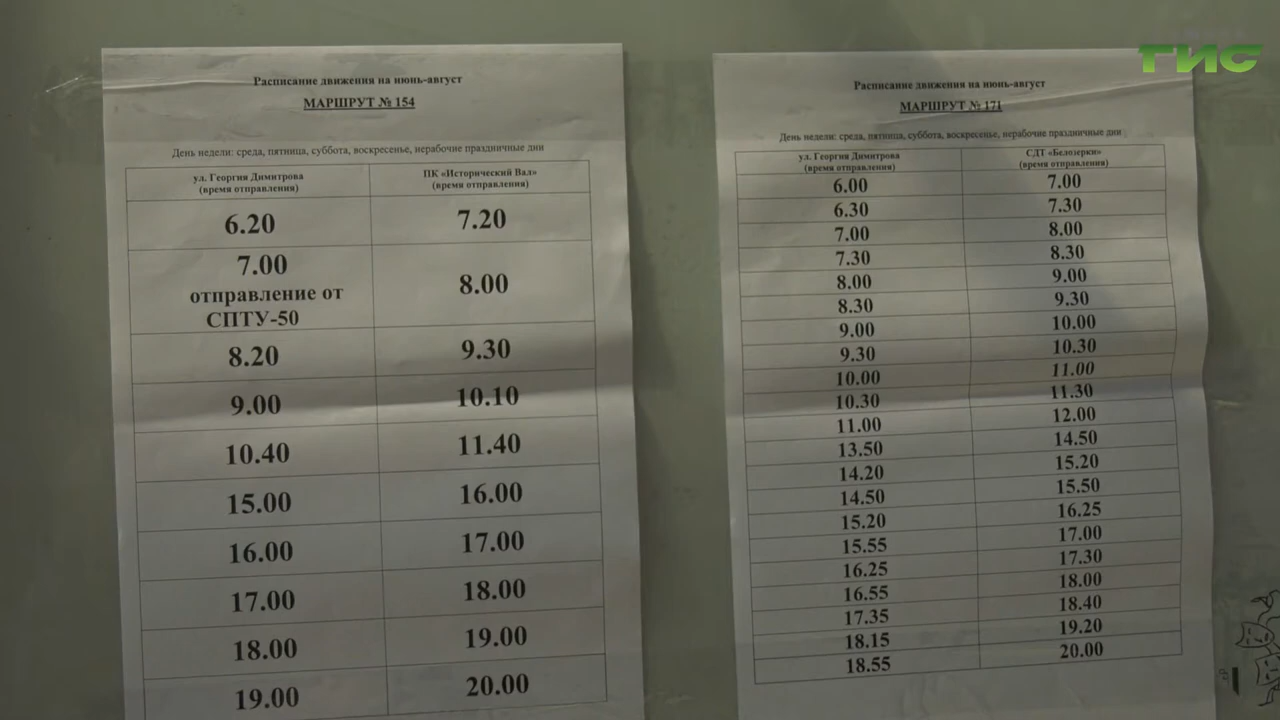 Расписание движения на июнь-август
МАРШРУТ № 154
День недели: среда, пятница, суббота, воскресенье, нерабочие праздничные дни
ул. Георгия Димитрова
(время отправления)
ПК «Исторический Вал»
(время отправления)
6.20 7.20
7.00
отправление от
СПТУ-50
8.00
8.20 9.30
9.00 10.10
10.40 11.40
15.00 16.00
16.00 17.00
17.00 18.00
18.00 19.00
19.00 20.00
Расписание движения на июнь-август
МАРШРУТ № 171
День недели: среда, пятница, суббота, воскресенье, нерабочие праздничные дни
ул. Георгия Димитрова
(время отправления)
СДТ «Белозерки»
(время отправления)
6.00 7.00
6.30 7.30
7.00 8.00
7.30 8.30
8.00 9.00
8.30 9.30
9.00 10.00
9.30 10.30
10.00 11.00
10.30 11.30
11.00 12.00
13.50 14.50
14.20 15.20
14.50 15.50
15.20 16.25
15.55 17.00
16.25 17.30
16.55 18.00
17.35 18.40
18.15 19.20
18.55 20.00
ТИС